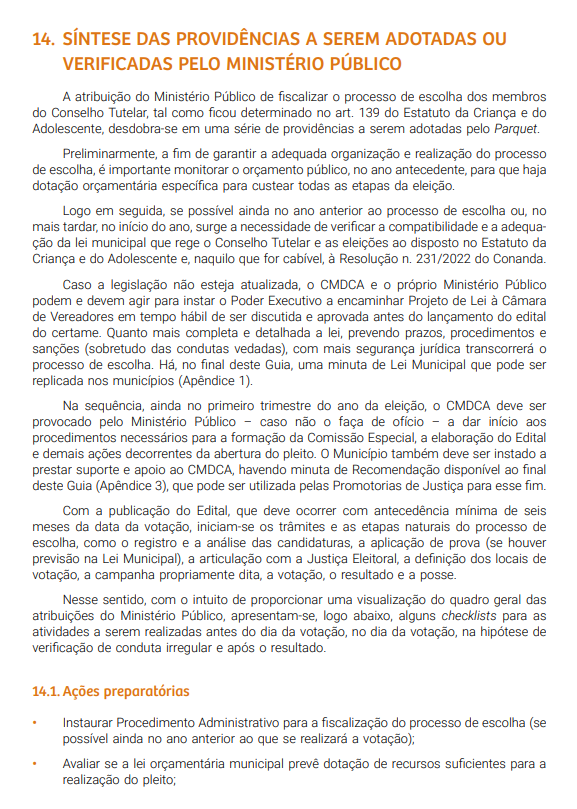 14. SÍNTESE DAS PROVIDÊNCIAS A SEREM ADOTADAS OU
VERIFICADAS PELO MINISTÉRIO PÚBLICO
A atribuição do Ministério Público de fiscalizar o processo de escolha dos membros
do Conselho Tutelar, tal como ficou determinado no art. 139 do Estatuto da Criança e do
Adolescente, desdobra-se em uma série de providências a serem adotadas pelo Parquet.
Preliminarmente, a fim de garantir a adequada organização e realização do processo
de escolha, é importante monitorar o orçamento público, no ano antecedente, para que haja
dotação orçamentária específica para custear todas as etapas da eleição.
Logo em seguida, se possível ainda no ano anterior ao processo de escolha ou, no
mais tardar, no início do ano, surge a necessidade de verificar a compatibilidade e a adequa-
ção da lei municipal que rege o Conselho Tutelar e as eleições ao disposto no Estatuto da
Criança e do Adolescente e, naquilo que for cabível, à Resolução n. 231/2022 do Conanda.
Caso a legislação não esteja atualizada, o CMDCA e o próprio Ministério Público
podem e devem agir para instar o Poder Executivo a encaminhar Projeto de Lei à Câmara
de Vereadores em tempo hábil de ser discutida e aprovada antes do lançamento do edital
do certame. Quanto mais completa e detalhada a lei, prevendo prazos, procedimentos e
sanções (sobretudo das condutas vedadas), com mais segurança jurídica transcorrerá o
processo de escolha. Há, no final deste Guia, uma minuta de Lei Municipal que pode ser
replicada nos municípios (Apêndice 1).
Na sequência, ainda no primeiro trimestre do ano da eleição, o CMDCA deve ser
provocado pelo Ministério Público – caso não o faça de ofício – a dar início aos
procedimentos necessários para a formação da Comissão Especial, a elaboração do Edital
e demais ações decorrentes da abertura do pleito. O Município também deve ser instado a
prestar suporte e apoio ao CMDCA, havendo minuta de Recomendação disponível ao final
deste Guia (Apêndice 3), que pode ser utilizada pelas Promotorias de Justiça para esse fim.
Com a publicação do Edital, que deve ocorrer com antecedência mínima de seis
meses da data da votação, iniciam-se os trâmites e as etapas naturais do processo de
escolha, como o registro e a análise das candidaturas, a aplicação de prova (se houver
previsão na Lei Municipal), a articulação com a Justiça Eleitoral, a definição dos locais de
votação, a campanha propriamente dita, a votação, o resultado e a posse.
Nesse sentido, com o intuito de proporcionar uma visualização do quadro geral das
atribuições do Ministério Público, apresentam-se, logo abaixo, alguns checklists para as
atividades a serem realizadas antes do dia da votação, no dia da votação, na hipótese de
verificação de conduta irregular e após o resultado.
14.1. Ações preparatórias
• Instaurar Procedimento Administrativo para a fiscalização do processo de escolha (se
possível ainda no ano anterior ao que se realizará a votação);
• Avaliar se a lei orçamentária municipal prevê dotação de recursos suficientes para a
realização do pleito;